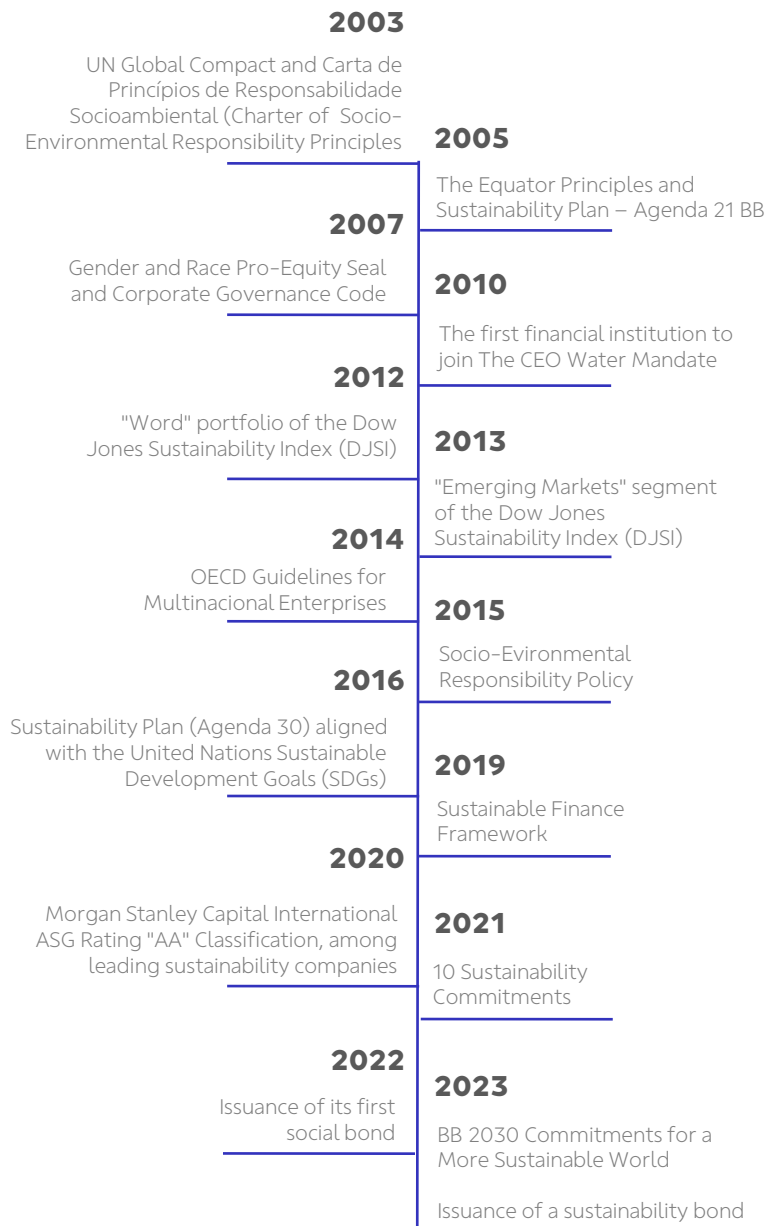 2003
UN Global Compact and Carta de
Princípios de Responsabilidade
Socioambiental (Charter of Socio-
Environmental Responsibility Principles
2005
The Equator Principles and
Sustainability Plan – Agenda 21 BB
2007
Gender and Race Pro-Equity Seal
and Corporate Governance Code
2010
The first financial institution to
join The CEO Water Mandate
2012
"Word" portfolio of the Dow
Jones Sustainability Index (DJSI)
2013
"Emerging Markets" segment
of the Dow Jones
Sustainability Index (DJSI)
2014
OECD Guidelines for
Multinacional Enterprises
2015
Socio-Evironmental
Responsibility Policy
2016
Sustainability Plan (Agenda 30) aligned
with the United Nations Sustainable
Development Goals (SDGs)
2019
Sustainable Finance
Framework
2020
Morgan Stanley Capital International
ASG Rating "AA" Classification, among
leading sustainability companies
2021
10 Sustainability
Commitments
2022
Issuance of its first
social bond
2023
BB 2030 Commitments for a
More Sustainable World
Issuance of a sustainability bond